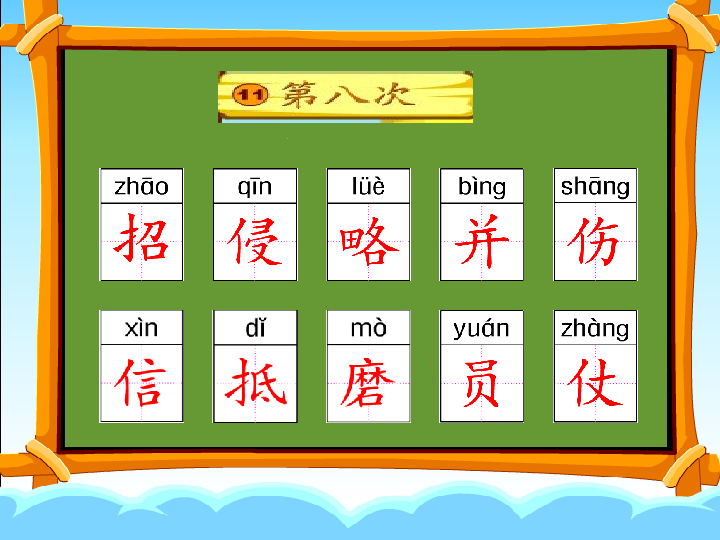 11 第八次
zhāo qīn lüè bìng shāng
招 侵 略 并 伤
xìn dǐ mò yuán zhàng
信 抵 磨 员 仗